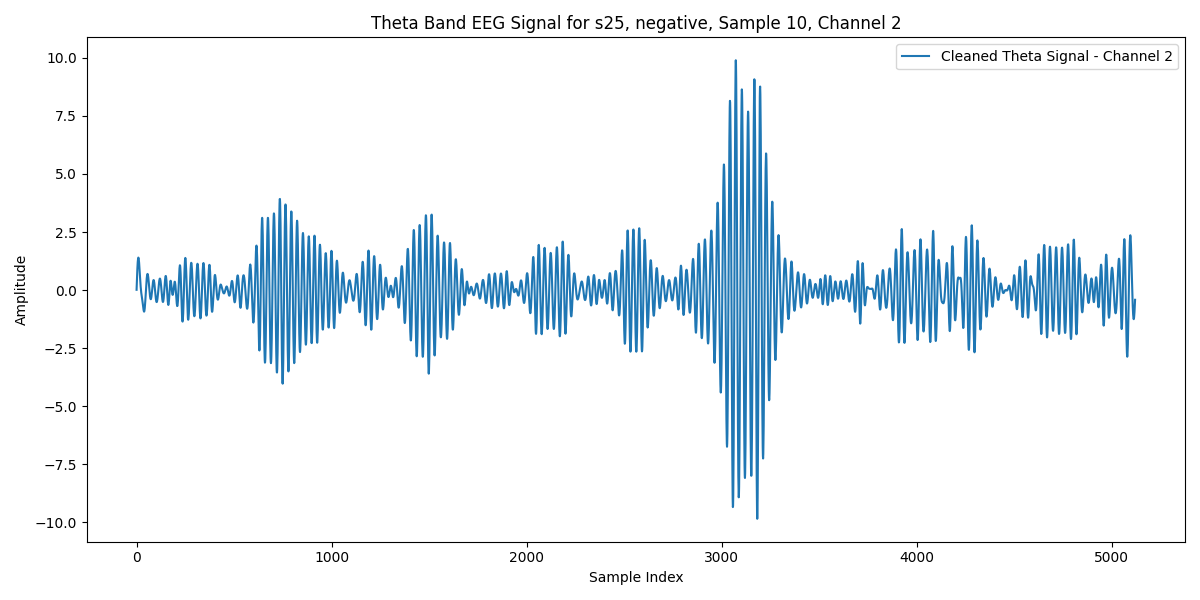 Theta Band EEG Signal for s25, negative, Sample 10, Channel 2
Cleaned Theta Signal - Channel 2
10.0
7.5
5.0
2.5
0.0
−2.5
−5.0
−7.5
−10.0
Amplitude
0 1000 2000 3000 4000 5000
Sample Index